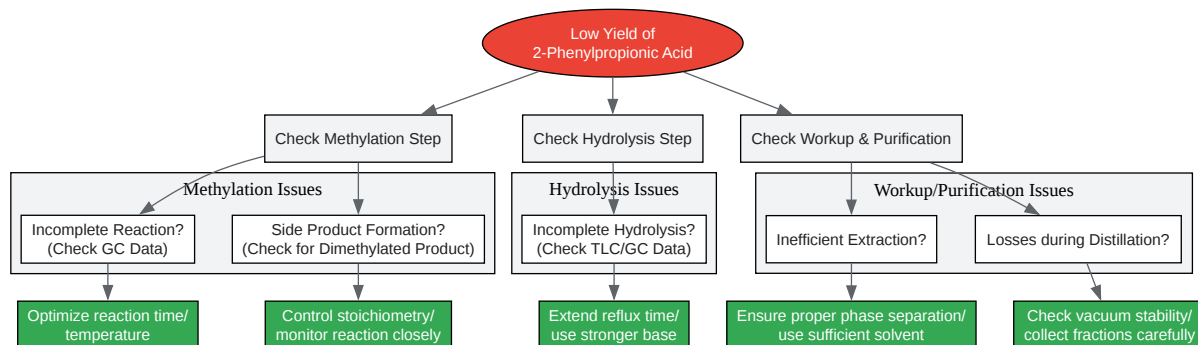 Low Yield of
2-Phenylpropionic Acid
Check Methylation Step
Check Hydrolysis Step
Check Workup & Purification
Methylation Issues
Hydrolysis Issues
Workup/Purification Issues
Incomplete Reaction?
(Check GC Data)
Side Product Formation?
(Check for Dimethylated Product)
Incomplete Hydrolysis?
(Check TLC/GC Data)
Inefficient Extraction?
Losses during Distillation?
Optimize reaction time/
temperature
Control stoichiometry/
monitor reaction closely
Extend reflux time/
use stronger base
Ensure proper phase separation/
use sufficient solvent
Check vacuum stability/
collect fractions carefully